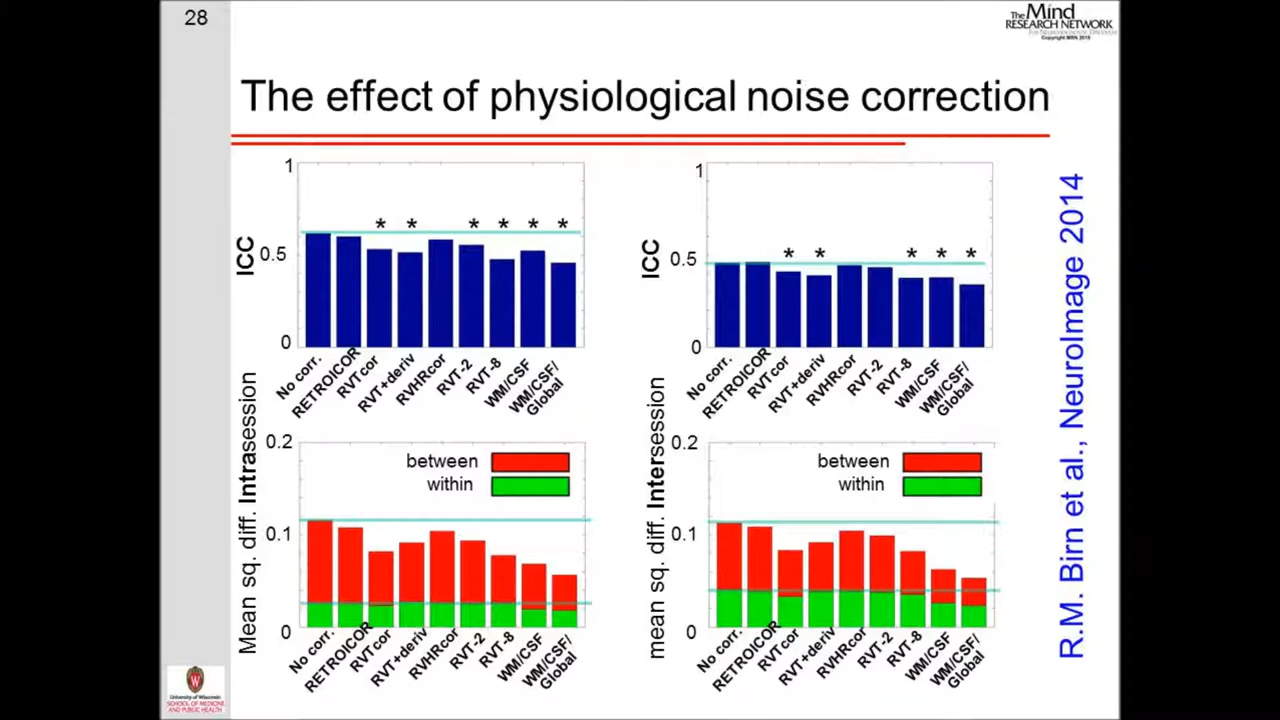 28
The Mind
RESEARCH NETWORK
Copyright MRN 2015
The effect of physiological noise correction
1
0.5
0
ICC
* * * * * *
No corr.
RETROICOR
RVTcor
RVT+deriv
RVHRcor
RVT-2
RVT-8
WM/CSF
WM/CSF/
Global
1
0.5
0
ICC
* * * * *
No corr.
RETROICOR
RVTcor
RVT+deriv
RVHRcor
RVT-2
RVT-8
WM/CSF
WM/CSF/
Global
0.2
0.1
0
Mean sq. diff. Intrasession
between
within
No corr.
RETROICOR
RVTcor
RVT+deriv
RVHRcor
RVT-2
RVT-8
WM/CSF
WM/CSF/
Global
0.2
0.1
0
mean sq. diff. Intersession
between
within
No corr.
RETROICOR
RVTcor
RVT+deriv
RVHRcor
RVT-2
RVT-8
WM/CSF
WM/CSF/
Global
R.M. Birn et al., NeuroImage 2014
W
University of Wisconsin
SCHOOL OF MEDICINE
AND PUBLIC HEALTH